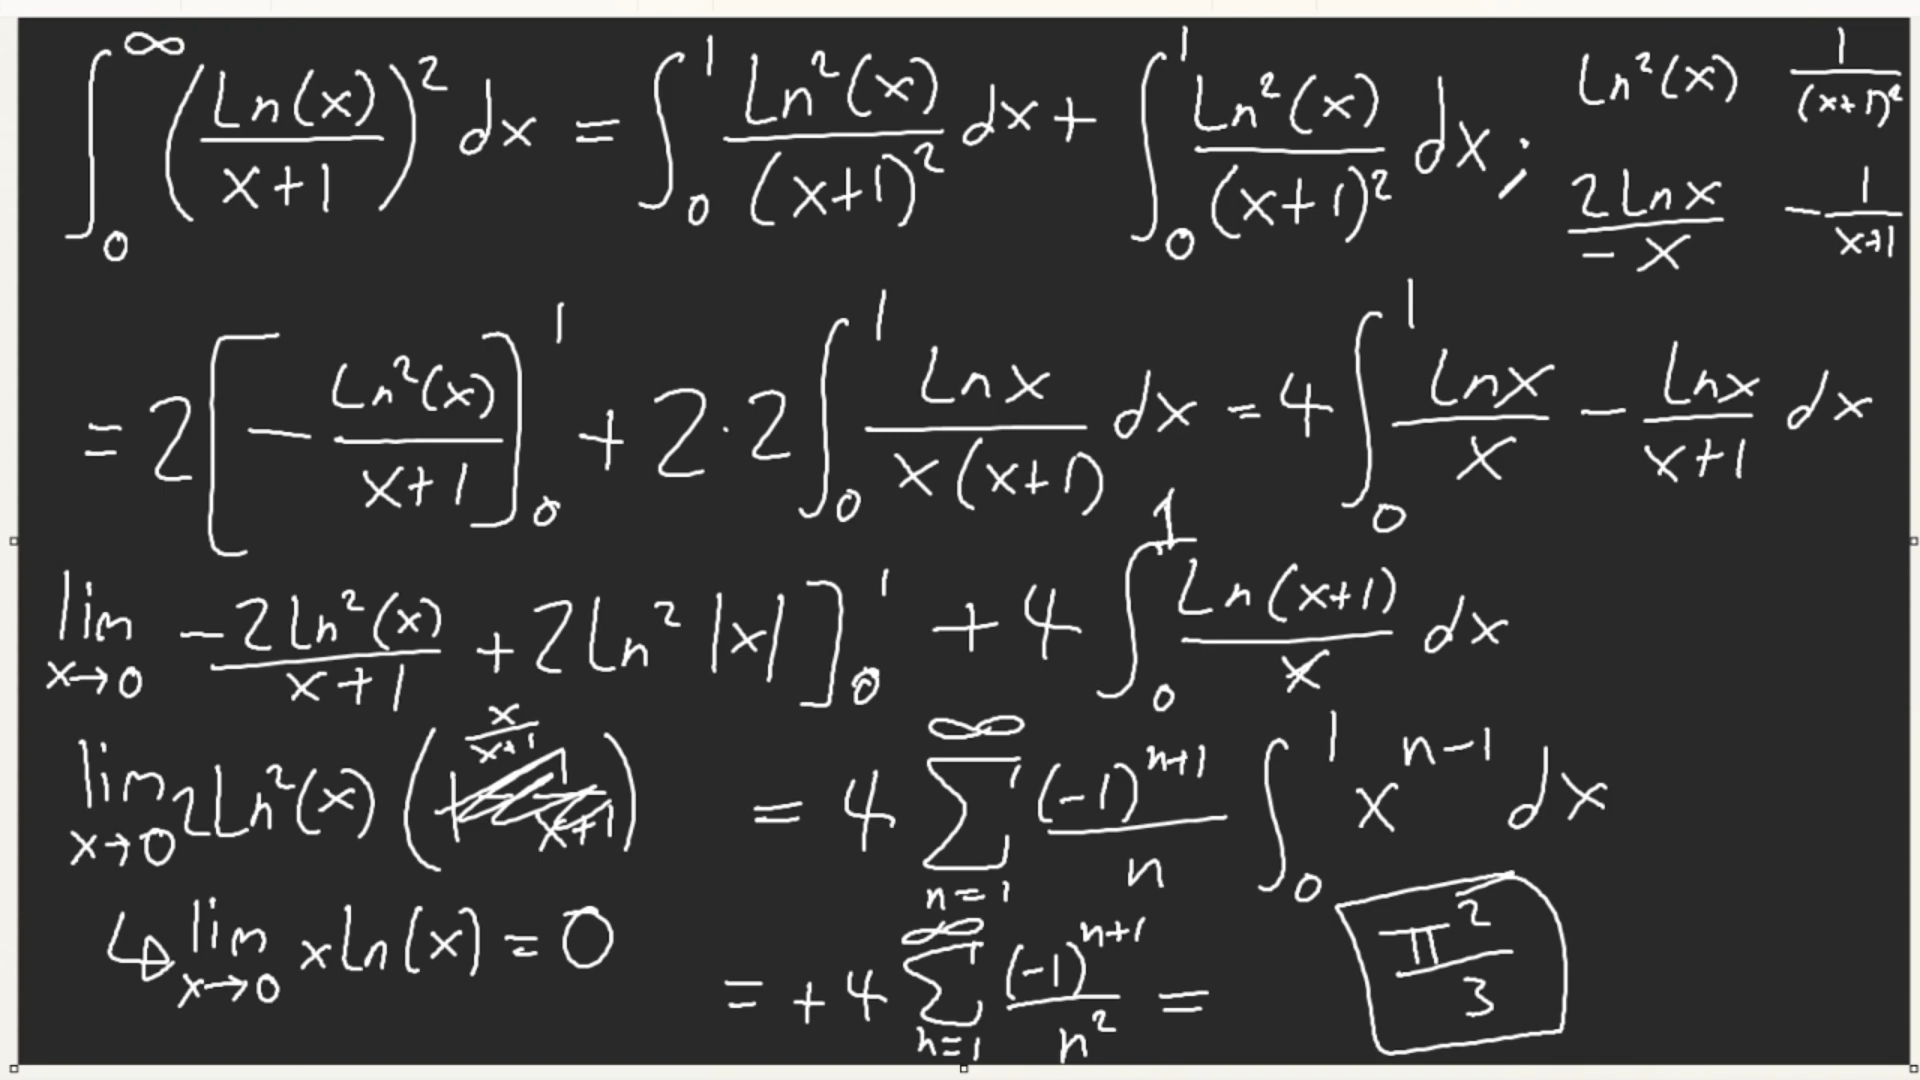 ∫₀^∞ (Ln(x)/(x+1))² dx = ∫₀¹ Ln²(x)/(x+1)² dx + ∫₀¹ Ln²(x)/(x+1)² dx; Ln²(x) 1/(x+1)²
2Lnx/-x -1/(x+1)
= 2[-Ln²(x)/(x+1)]₀¹ + 2·2∫₀¹ Lnx/(x(x+1)) dx = 4∫₀¹ Lnx/x - Lnx/(x+1) dx
lim x→0 -2Ln²(x)/(x+1) + 2Ln²|x|]₀¹ + 4∫₀¹ Ln(x+1)/x dx
lim x→0 2Ln²(x) (x/(x+1)) = 4 ∑_{n=1}^∞ (-1)^{n+1}/n ∫₀¹ x^{n-1} dx
↳ lim x→0 xln(x) = 0
= +4 ∑_{n=1}^∞ (-1)^{n+1}/n² = π²/3